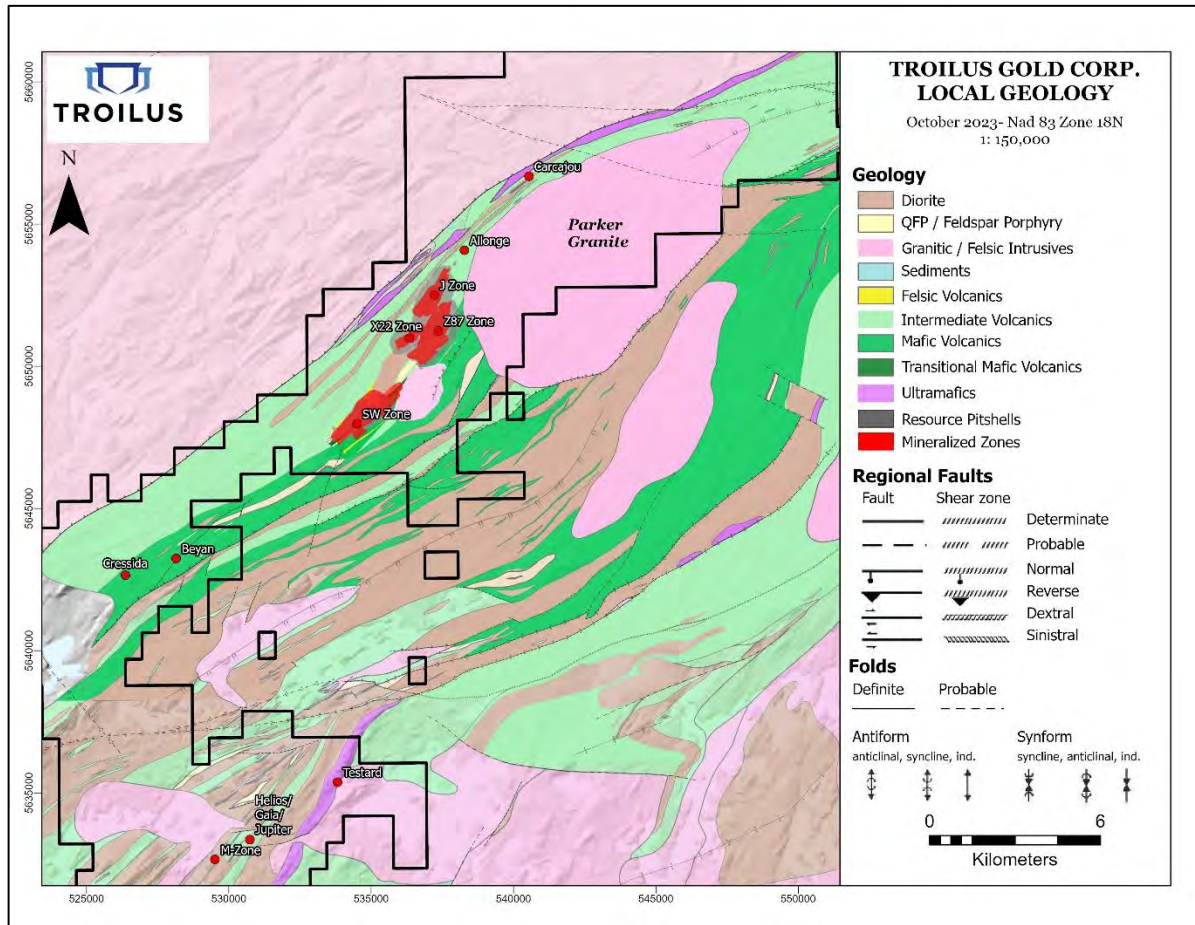 TROILUS
N
Carcajou
Parker
Granite
Allonge
J Zone
X22 Zone
Z87 Zone
SW Zone
Beyan
Cressida
Testard
Helios/
Gaia/
Jupiter
M-Zone
5660000
5655000
5650000
5645000
5640000
5635000
525000
530000
535000
540000
545000
550000
TROILUS GOLD CORP.
LOCAL GEOLOGY
October 2023- Nad 83 Zone 18N
1: 150,000
Geology
Diorite
QFP / Feldspar Porphyry
Granitic / Felsic Intrusives
Sediments
Felsic Volcanics
Intermediate Volcanics
Mafic Volcanics
Transitional Mafic Volcanics
Ultramafics
Resource Pitshells
Mineralized Zones
Regional Faults
Fault Shear zone
Determinate
Probable
Normal
Reverse
Dextral
Sinistral
Folds
Definite Probable
Antiform Synform
anticlinal, syncline, ind. syncline, anticlinal, ind.
0 6
Kilometers